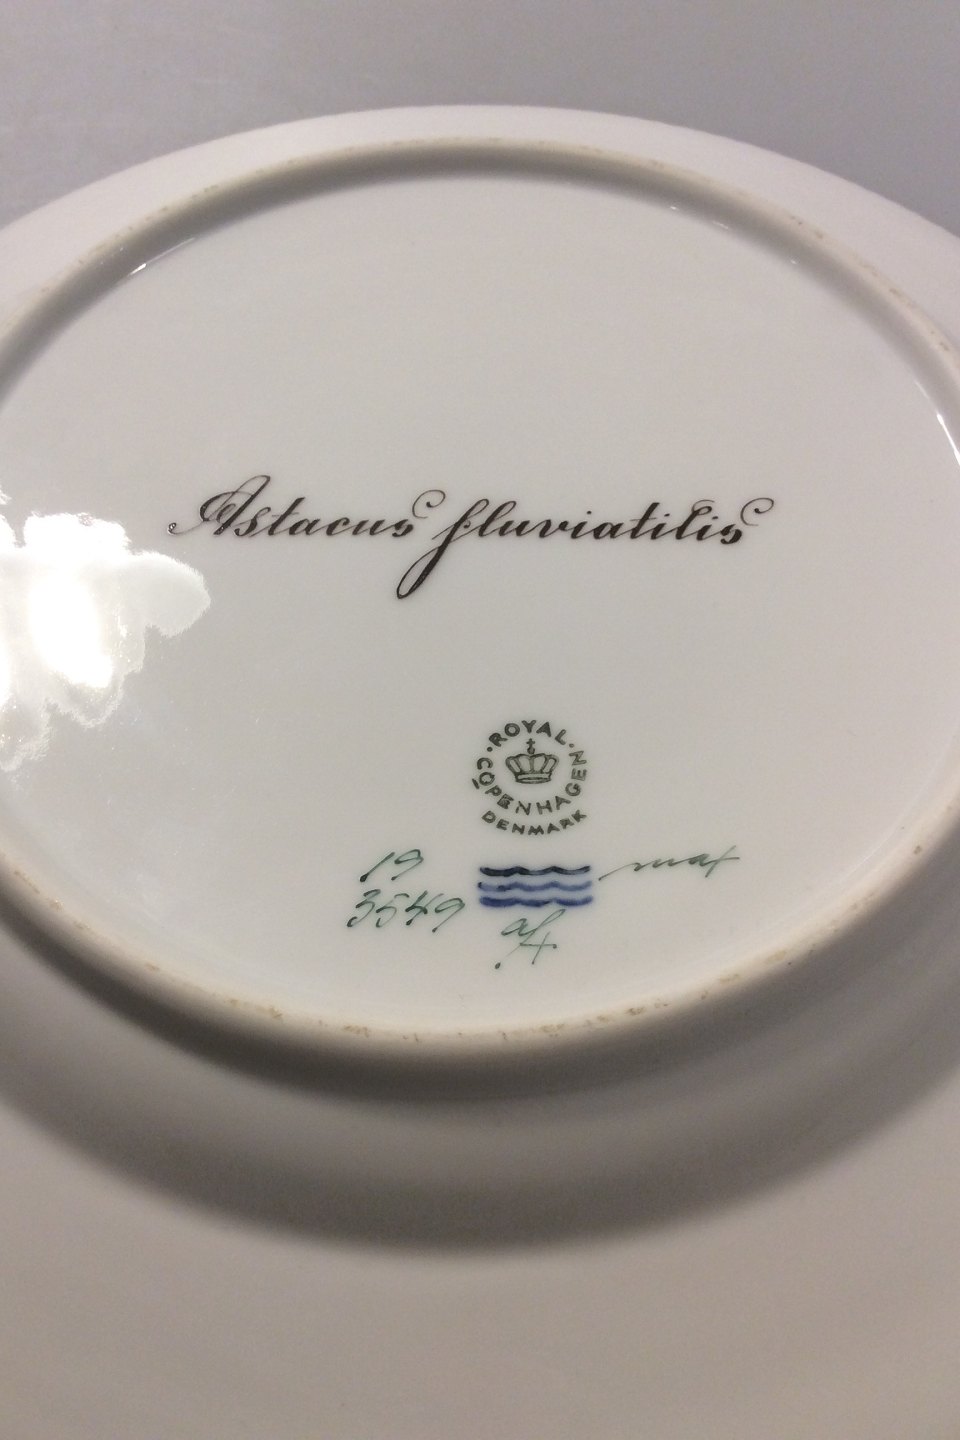 Astacus fluviatilis
ROYAL
COPENHAGEN
DENMARK
19
3549